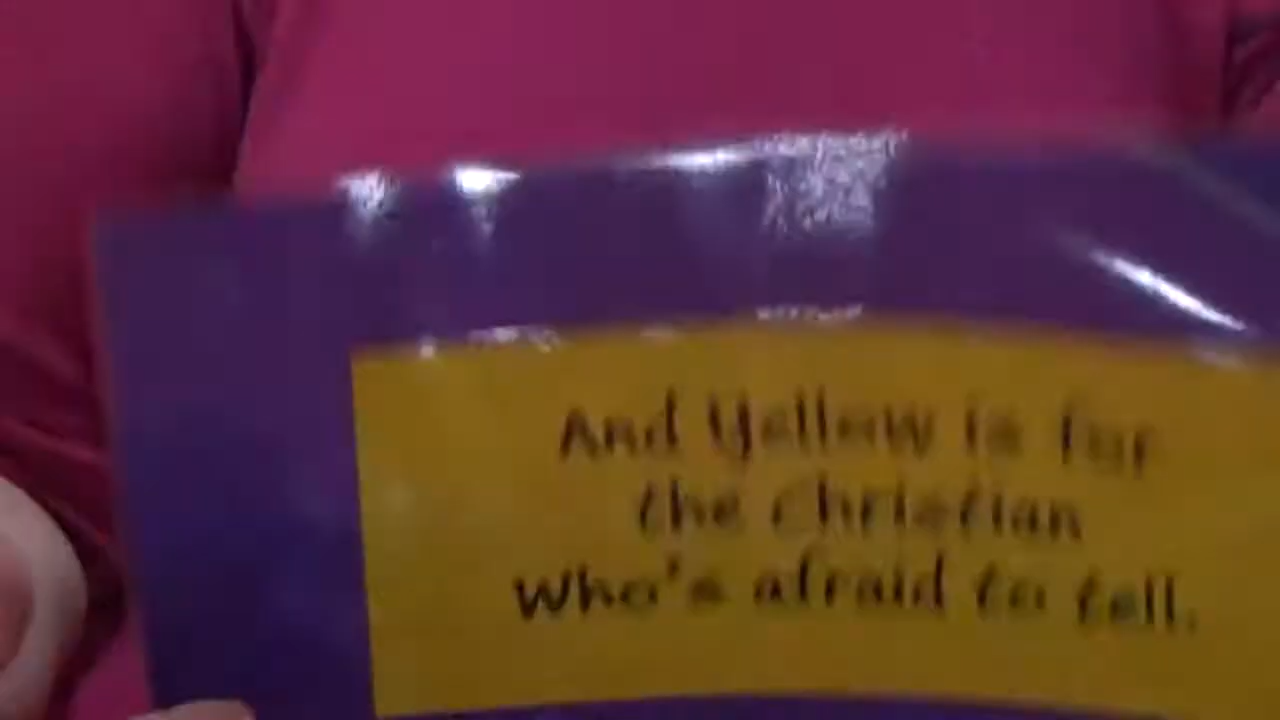 And Yellow is for
the Christian
Who's afraid to tell.